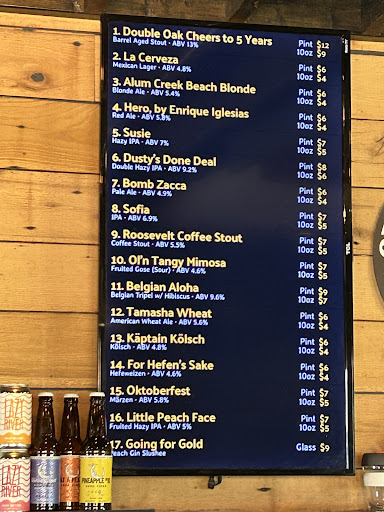 1. Double Oak Cheers to 5 Years Pint $12
Barrel Aged Stout • ABV 13% 10oz $9
2. La Cerveza Pint $6
Mexican Lager • ABV 4.8% 10oz $4
3. Alum Creek Beach Blonde Pint $6
Blonde Ale • ABV 5.4% 10oz $4
4. Hero, by Enrique Iglesias Pint $6
Red Ale • ABV 5.8% 10oz $4
5. Susie Pint $7
Hazy IPA • ABV 7% 10oz $5
6. Dusty's Done Deal Pint $8
Double Hazy IPA • ABV 9.2% 10oz $6
7. Bomb Zacca Pint $6
Pale Ale • ABV 4.9% 10oz $4
8. Sofia Pint $7
IPA • ABV 6.9% 10oz $5
9. Roosevelt Coffee Stout Pint $7
Coffee Stout • ABV 5.5% 10oz $5
10. Ol'n Tangy Mimosa Pint $7
Fruited Gose (Sour) • ABV 4.6% 10oz $5
11. Belgian Aloha Pint $9
Belgian Tripel w/ Hibiscus • ABV 9.6% 10oz $7
12. Tamasha Wheat Pint $6
American Wheat Ale • ABV 5.6% 10oz $4
13. Käptain Kölsch Pint $6
Kölsch • ABV 4.8% 10oz $4
14. For Hefen's Sake Pint $6
Hefeweizen • ABV 4.6% 10oz $4
15. Oktoberfest Pint $7
Märzen • ABV 5.8% 10oz $5
16. Little Peach Face Pint $7
Fruited Hazy IPA • ABV 5% 10oz $5
17. Going for Gold Glass $9
Peach Gin Slushee
LAZY
RIVER
LAZY
RIVER
PINEAPPLE